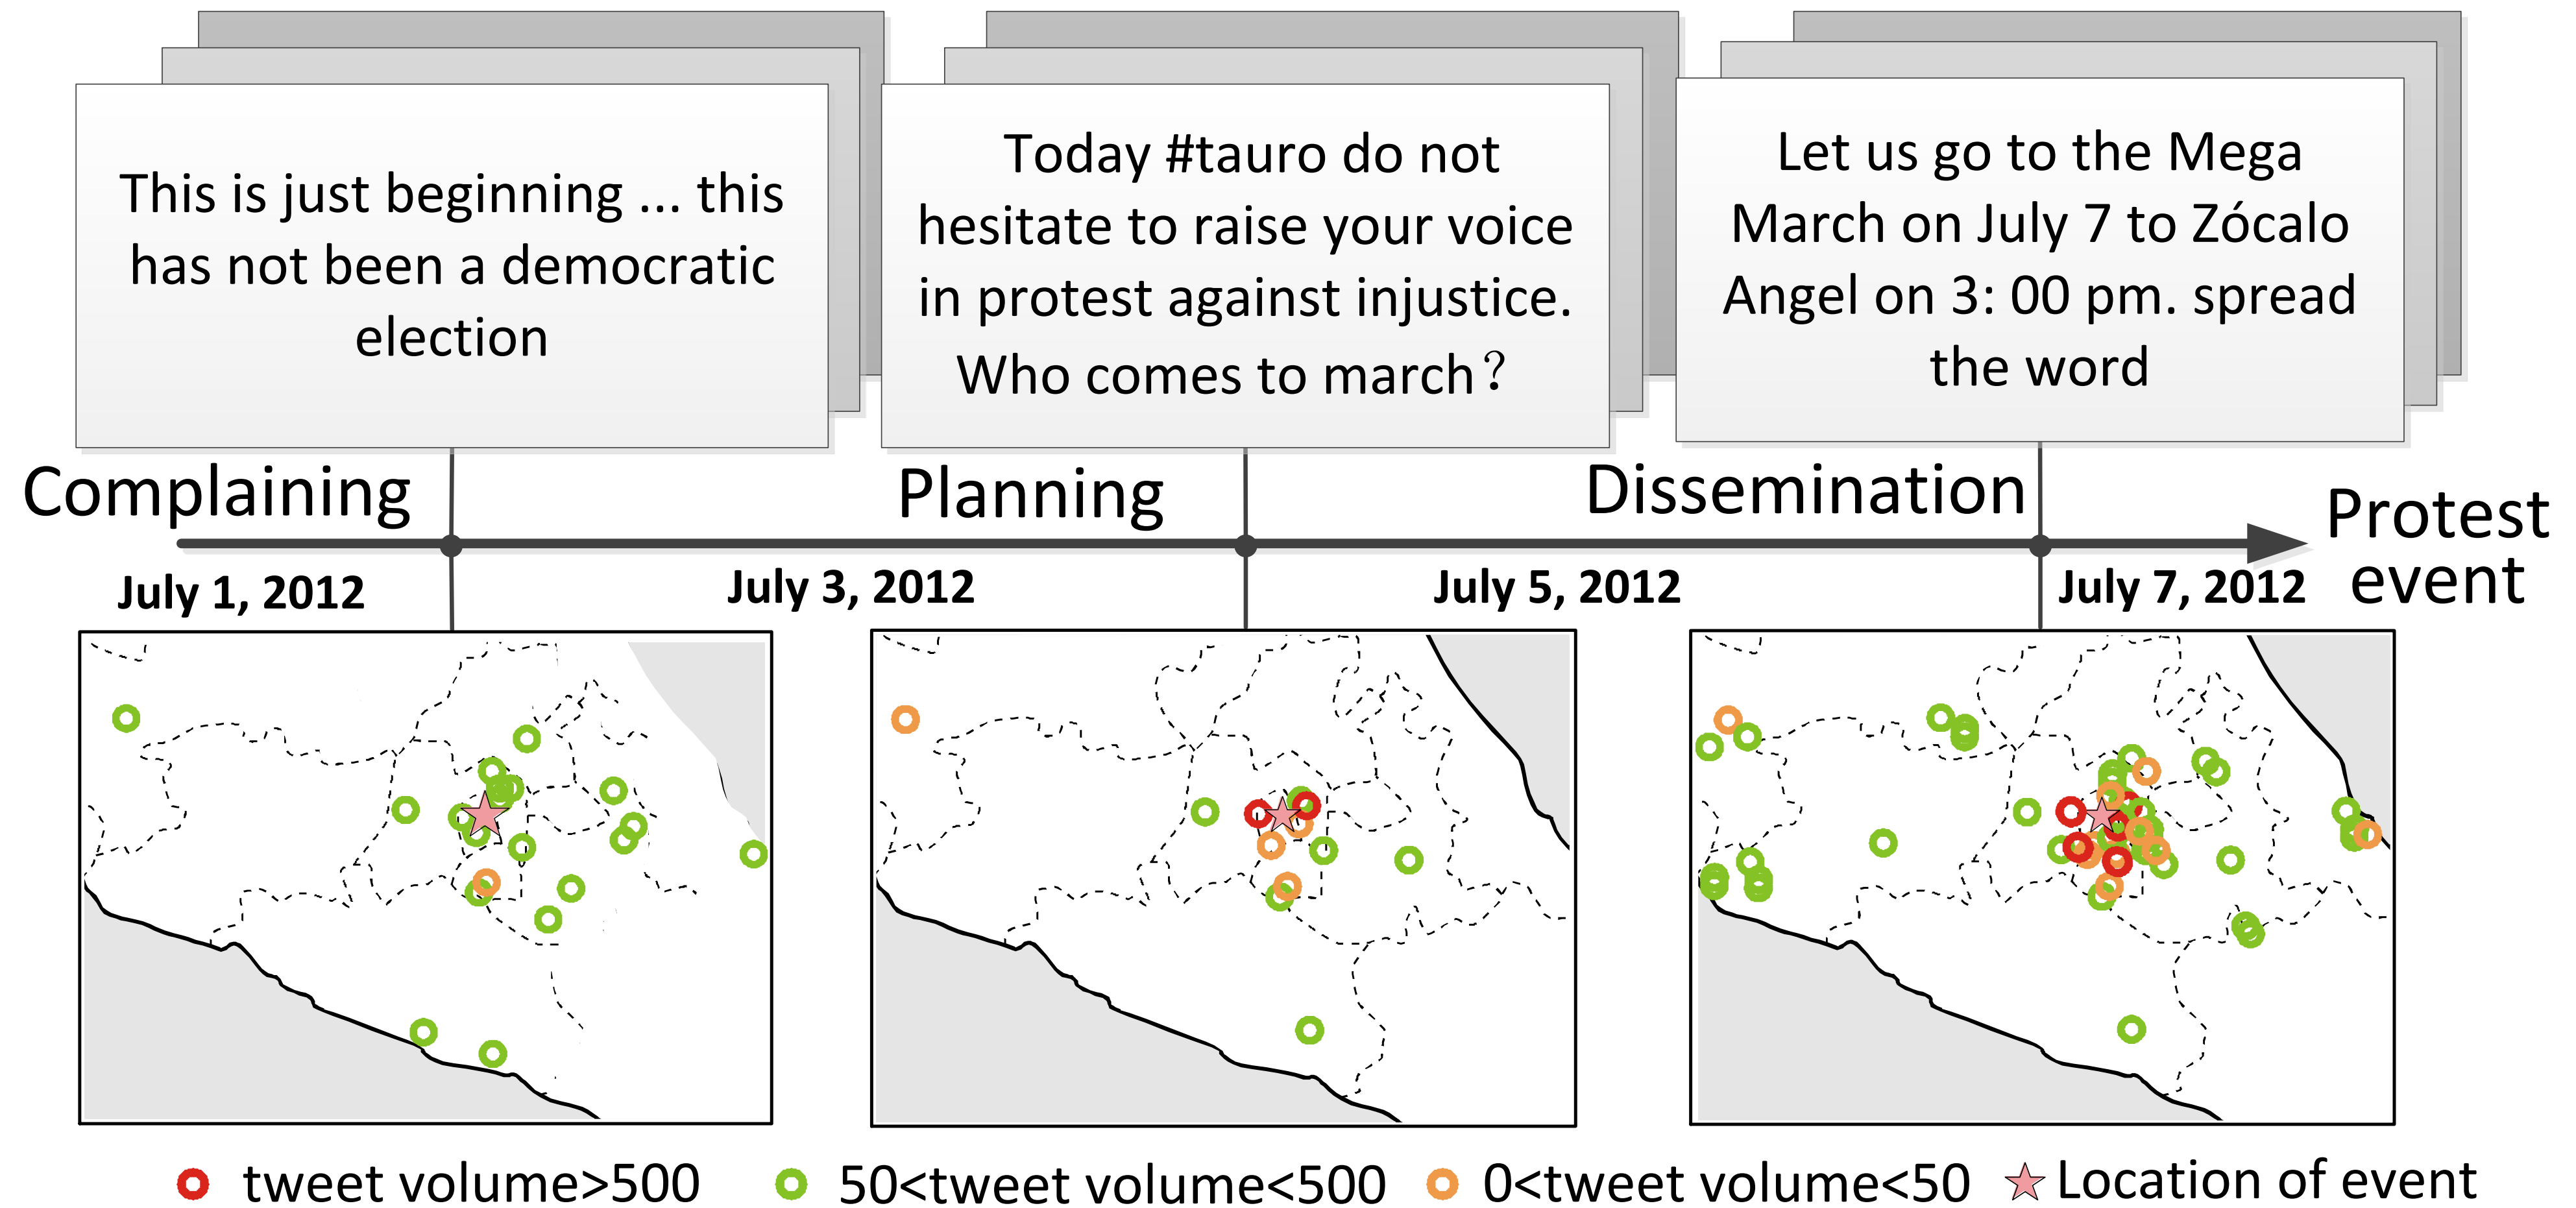 This is just beginning ... this
has not been a democratic
election
Today #tauro do not
hesitate to raise your voice
in protest against injustice.
Who comes to march？
Let us go to the Mega
March on July 7 to Zócalo
Angel on 3: 00 pm. spread
the word
Complaining
Planning
Dissemination
Protest
event
July 1, 2012
July 3, 2012
July 5, 2012
July 7, 2012
tweet volume>500
50<tweet volume<500
0<tweet volume<50
Location of event